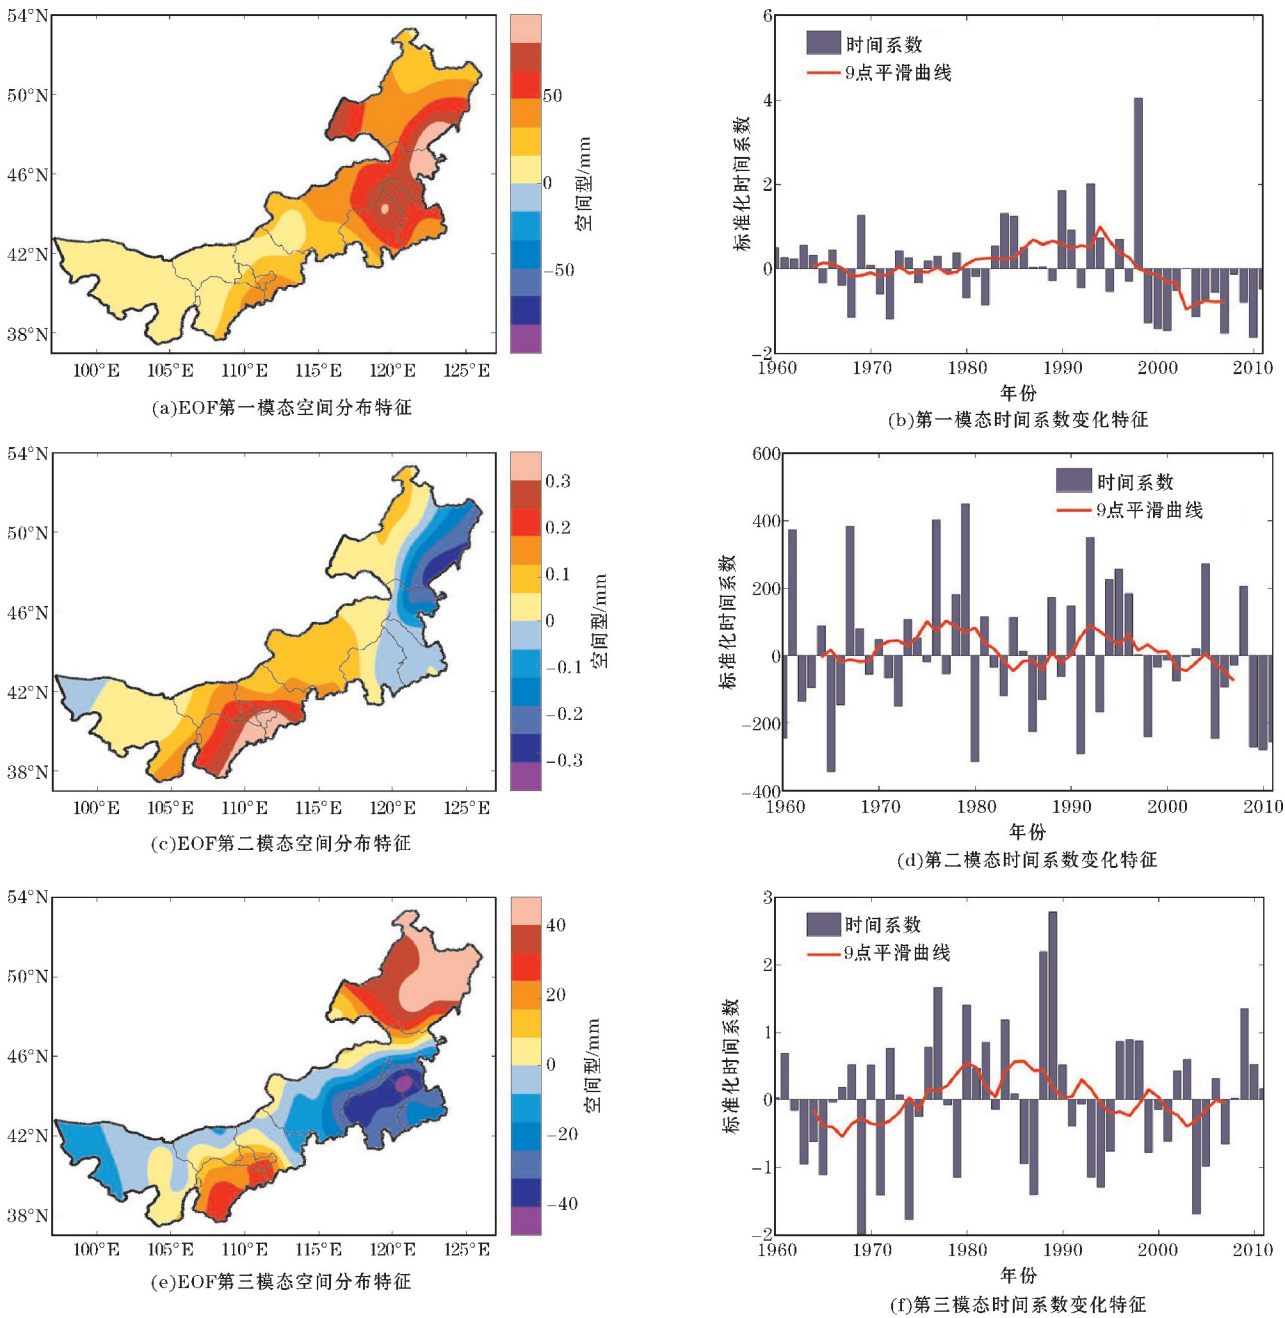 54°N
50°N
46°N
42°N
38°N
100°E 105°E 110°E 115°E 120°E 125°E
50
0
-50
空间型/mm
(a)EOF第一模态空间分布特征
6
4
2
0
-2
标准化时间系数
时间系数
9点平滑曲线
1960 1970 1980 1990 2000 2010
年份
(b)第一模态时间系数变化特征
54°N
50°N
46°N
42°N
38°N
100°E 105°E 110°E 115°E 120°E 125°E
0.3
0.2
0.1
0
-0.1
-0.2
-0.3
空间型/mm
(c)EOF第二模态空间分布特征
600
400
200
0
-200
-400
标准化时间系数
时间系数
9点平滑曲线
1960 1970 1980 1990 2000 2010
年份
(d)第二模态时间系数变化特征
54°N
50°N
46°N
42°N
38°N
100°E 105°E 110°E 115°E 120°E 125°E
40
20
0
-20
-40
空间型/mm
(e)EOF第三模态空间分布特征
3
2
1
0
-1
-2
标准化时间系数
时间系数
9点平滑曲线
1960 1970 1980 1990 2000 2010
年份
(f)第三模态时间系数变化特征